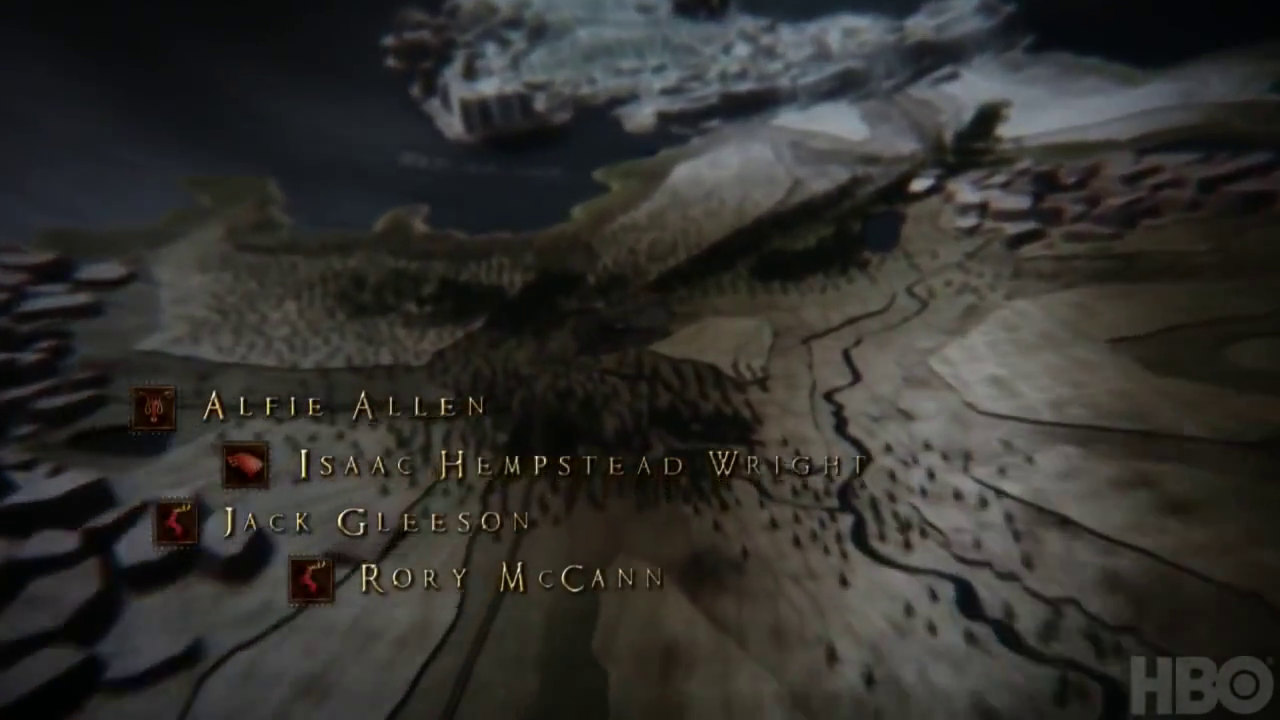 Alfie Allen
Isaac Hempstead Wright
Jack Gleeson
Rory McCann
HBO